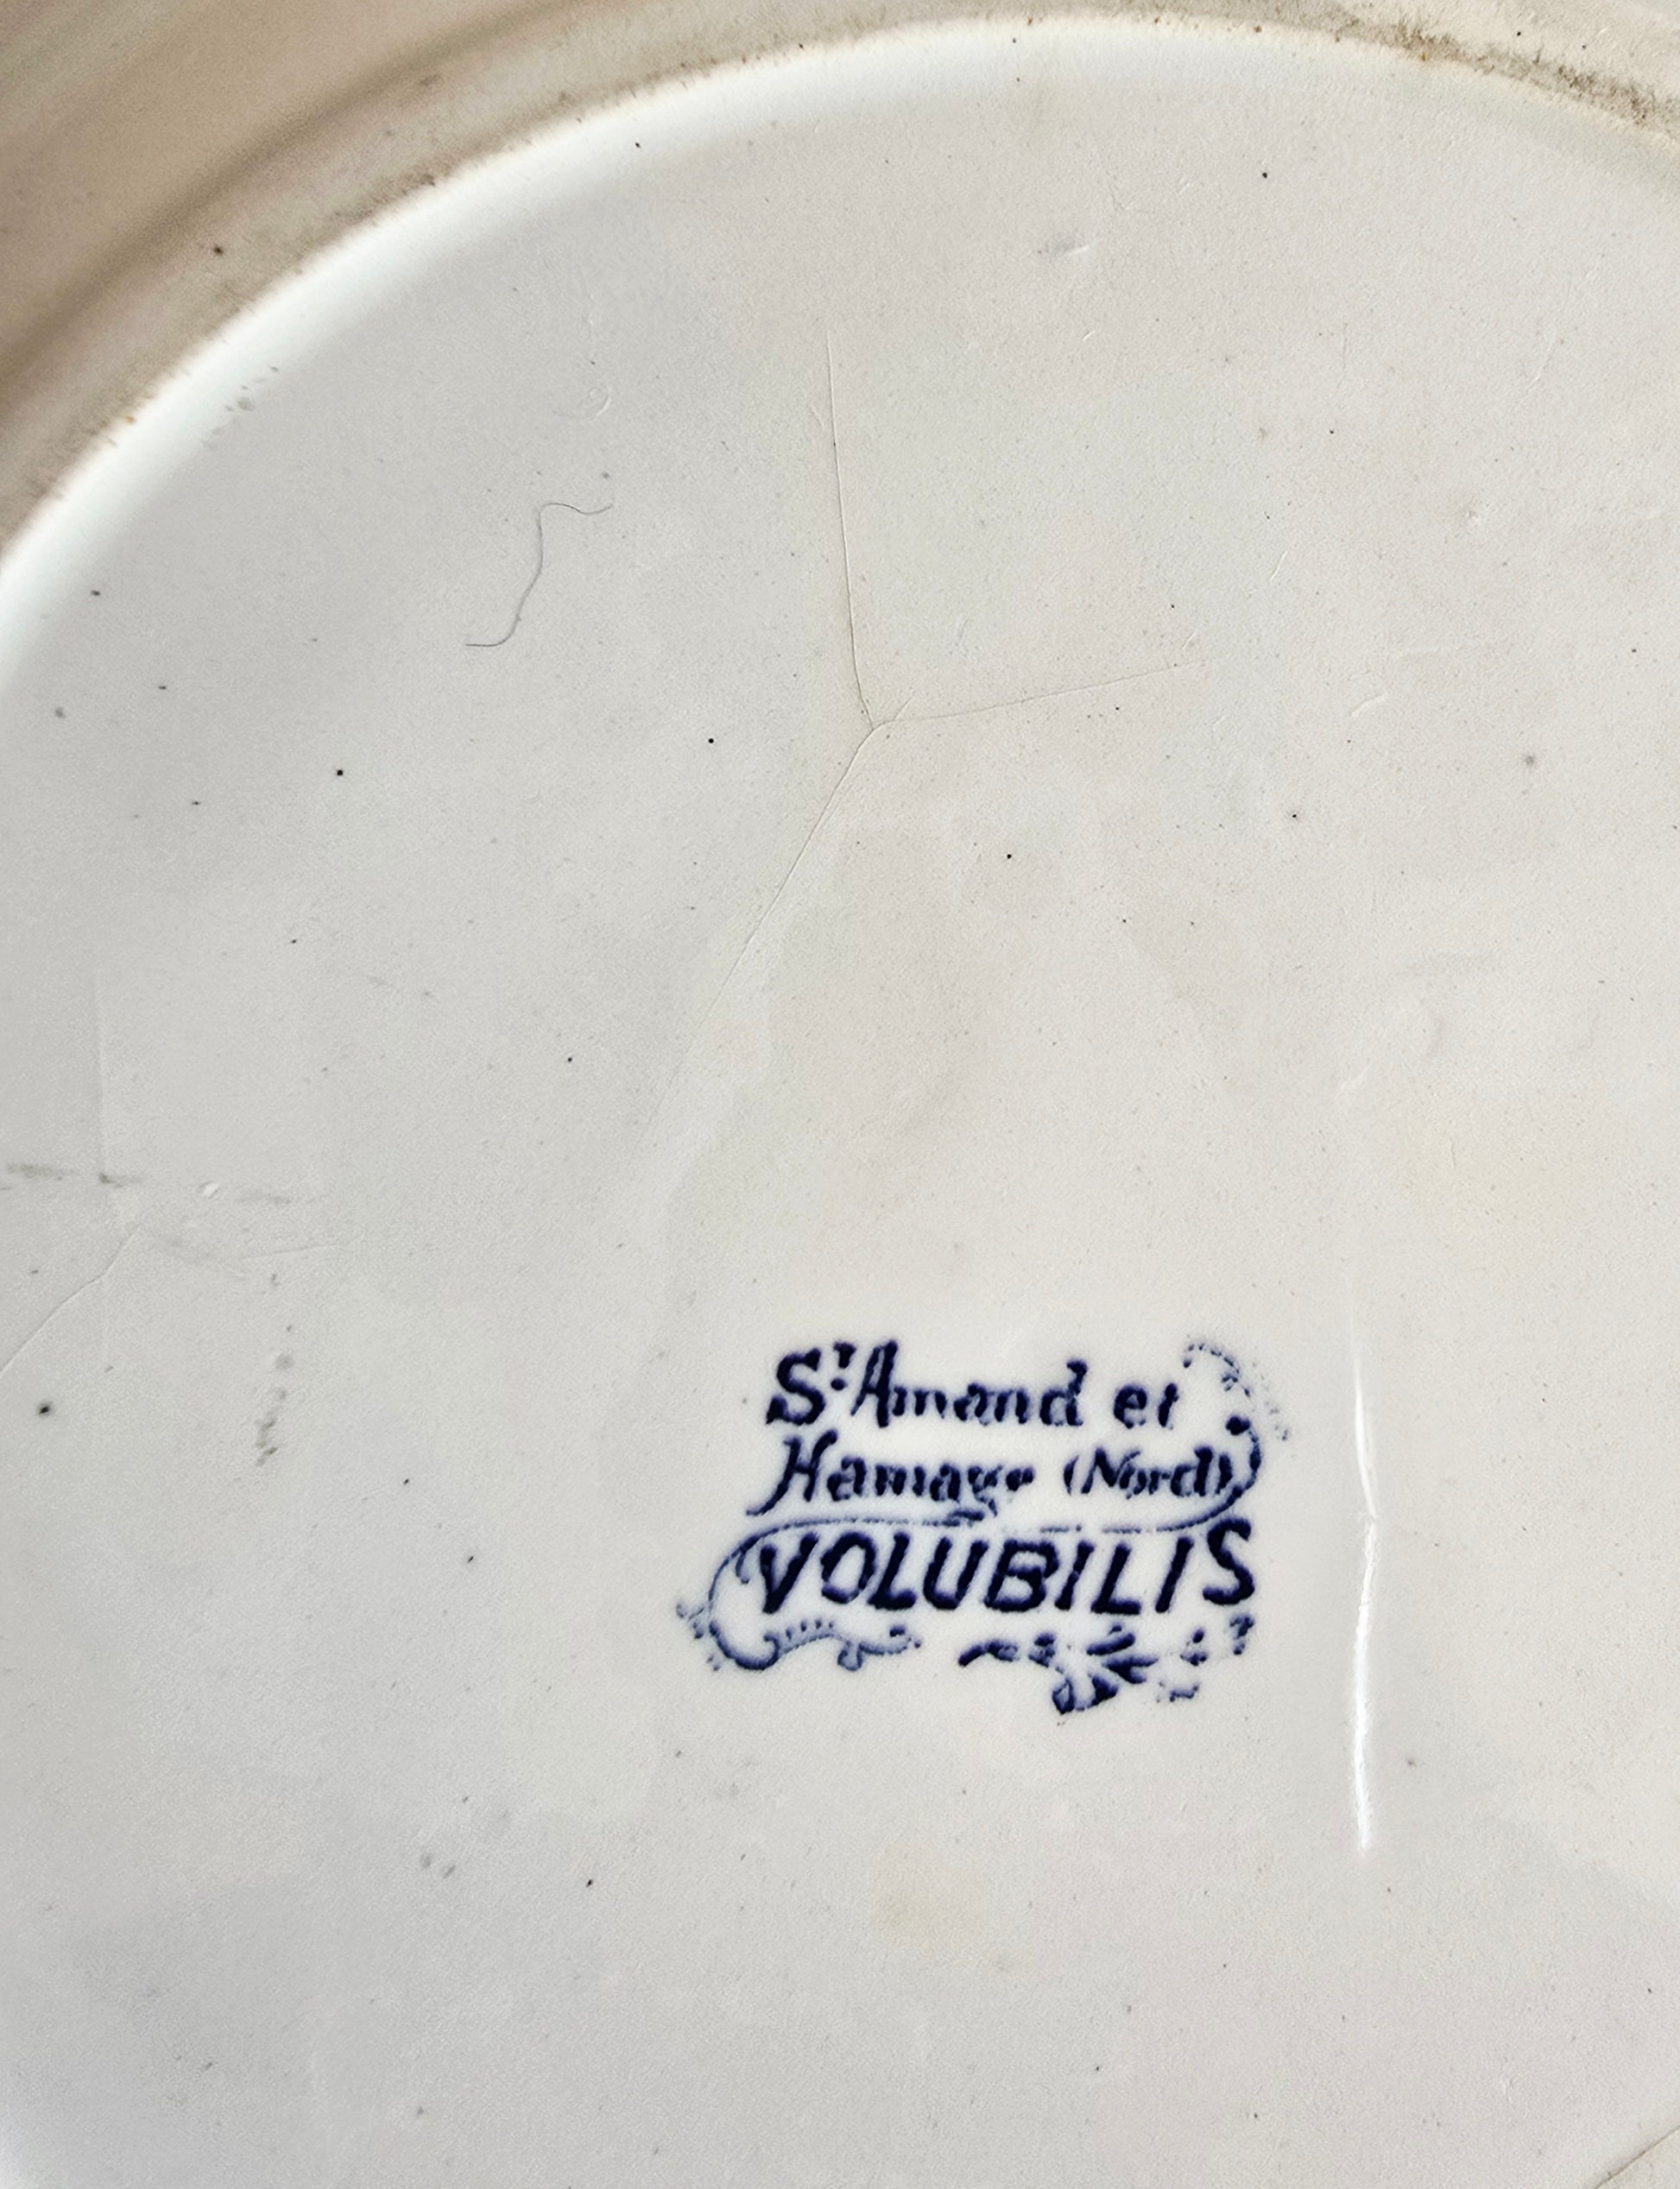 St Amand et
Hamage (Nord)
VOLUBILIS